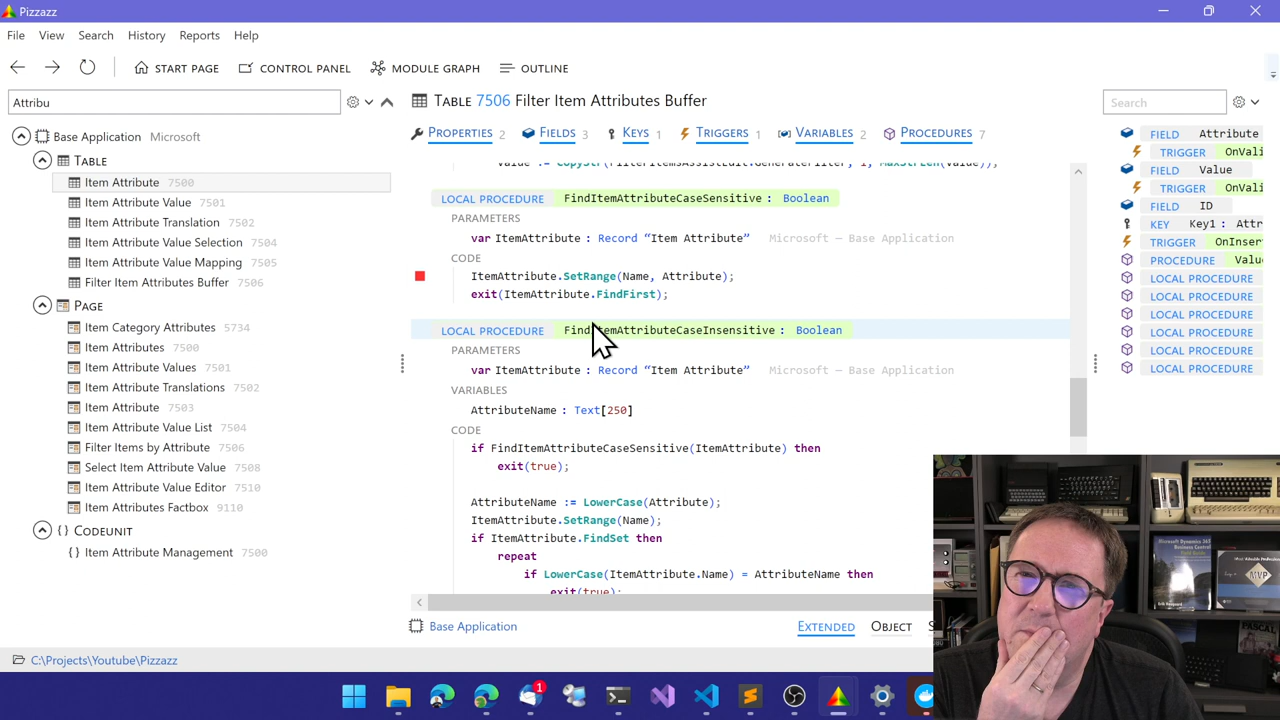 Pizzazz
File View Search History Reports Help
START PAGE CONTROL PANEL MODULE GRAPH OUTLINE
Attribu
TABLE 7506 Filter Item Attributes Buffer
Search
Base Application Microsoft
TABLE
Item Attribute 7500
Item Attribute Value 7501
Item Attribute Translation 7502
Item Attribute Value Selection 7504
Item Attribute Value Mapping 7505
Filter Item Attributes Buffer 7506
PAGE
Item Category Attributes 5734
Item Attributes 7500
Item Attribute Values 7501
Item Attribute Translations 7502
Item Attribute 7503
Item Attribute Value List 7504
Filter Items by Attribute 7506
Select Item Attribute Value 7508
Item Attribute Value Editor 7510
Item Attributes Factbox 9110
CODEUNIT
{ } Item Attribute Management 7500
PROPERTIES 2 FIELDS 3 KEYS 1 TRIGGERS 1 VARIABLES 2 PROCEDURES 7
LOCAL PROCEDURE FindItemAttributeCaseSensitive : Boolean
PARAMETERS
var ItemAttribute : Record “Item Attribute” Microsoft — Base Application
CODE
ItemAttribute.SetRange(Name, Attribute);
exit(ItemAttribute.FindFirst);
LOCAL PROCEDURE FindItemAttributeCaseInsensitive : Boolean
PARAMETERS
var ItemAttribute : Record “Item Attribute” Microsoft — Base Application
VARIABLES
AttributeName : Text[250]
CODE
if FindItemAttributeCaseSensitive(ItemAttribute) then
exit(true);
AttributeName := LowerCase(Attribute);
ItemAttribute.SetRange(Name);
if ItemAttribute.FindSet then
repeat
if LowerCase(ItemAttribute.Name) = AttributeName then
exit(true);
Base Application
EXTENDED OBJECT S
FIELD Attribute
TRIGGER OnVali
FIELD Value
TRIGGER OnVali
FIELD ID
KEY Key1 : Attr
TRIGGER OnInser
PROCEDURE Valu
LOCAL PROCEDURE
LOCAL PROCEDURE
LOCAL PROCEDURE
LOCAL PROCEDURE
LOCAL PROCEDURE
LOCAL PROCEDURE
C:\Projects\Youtube\Pizzazz
1
MVP
PASCAL